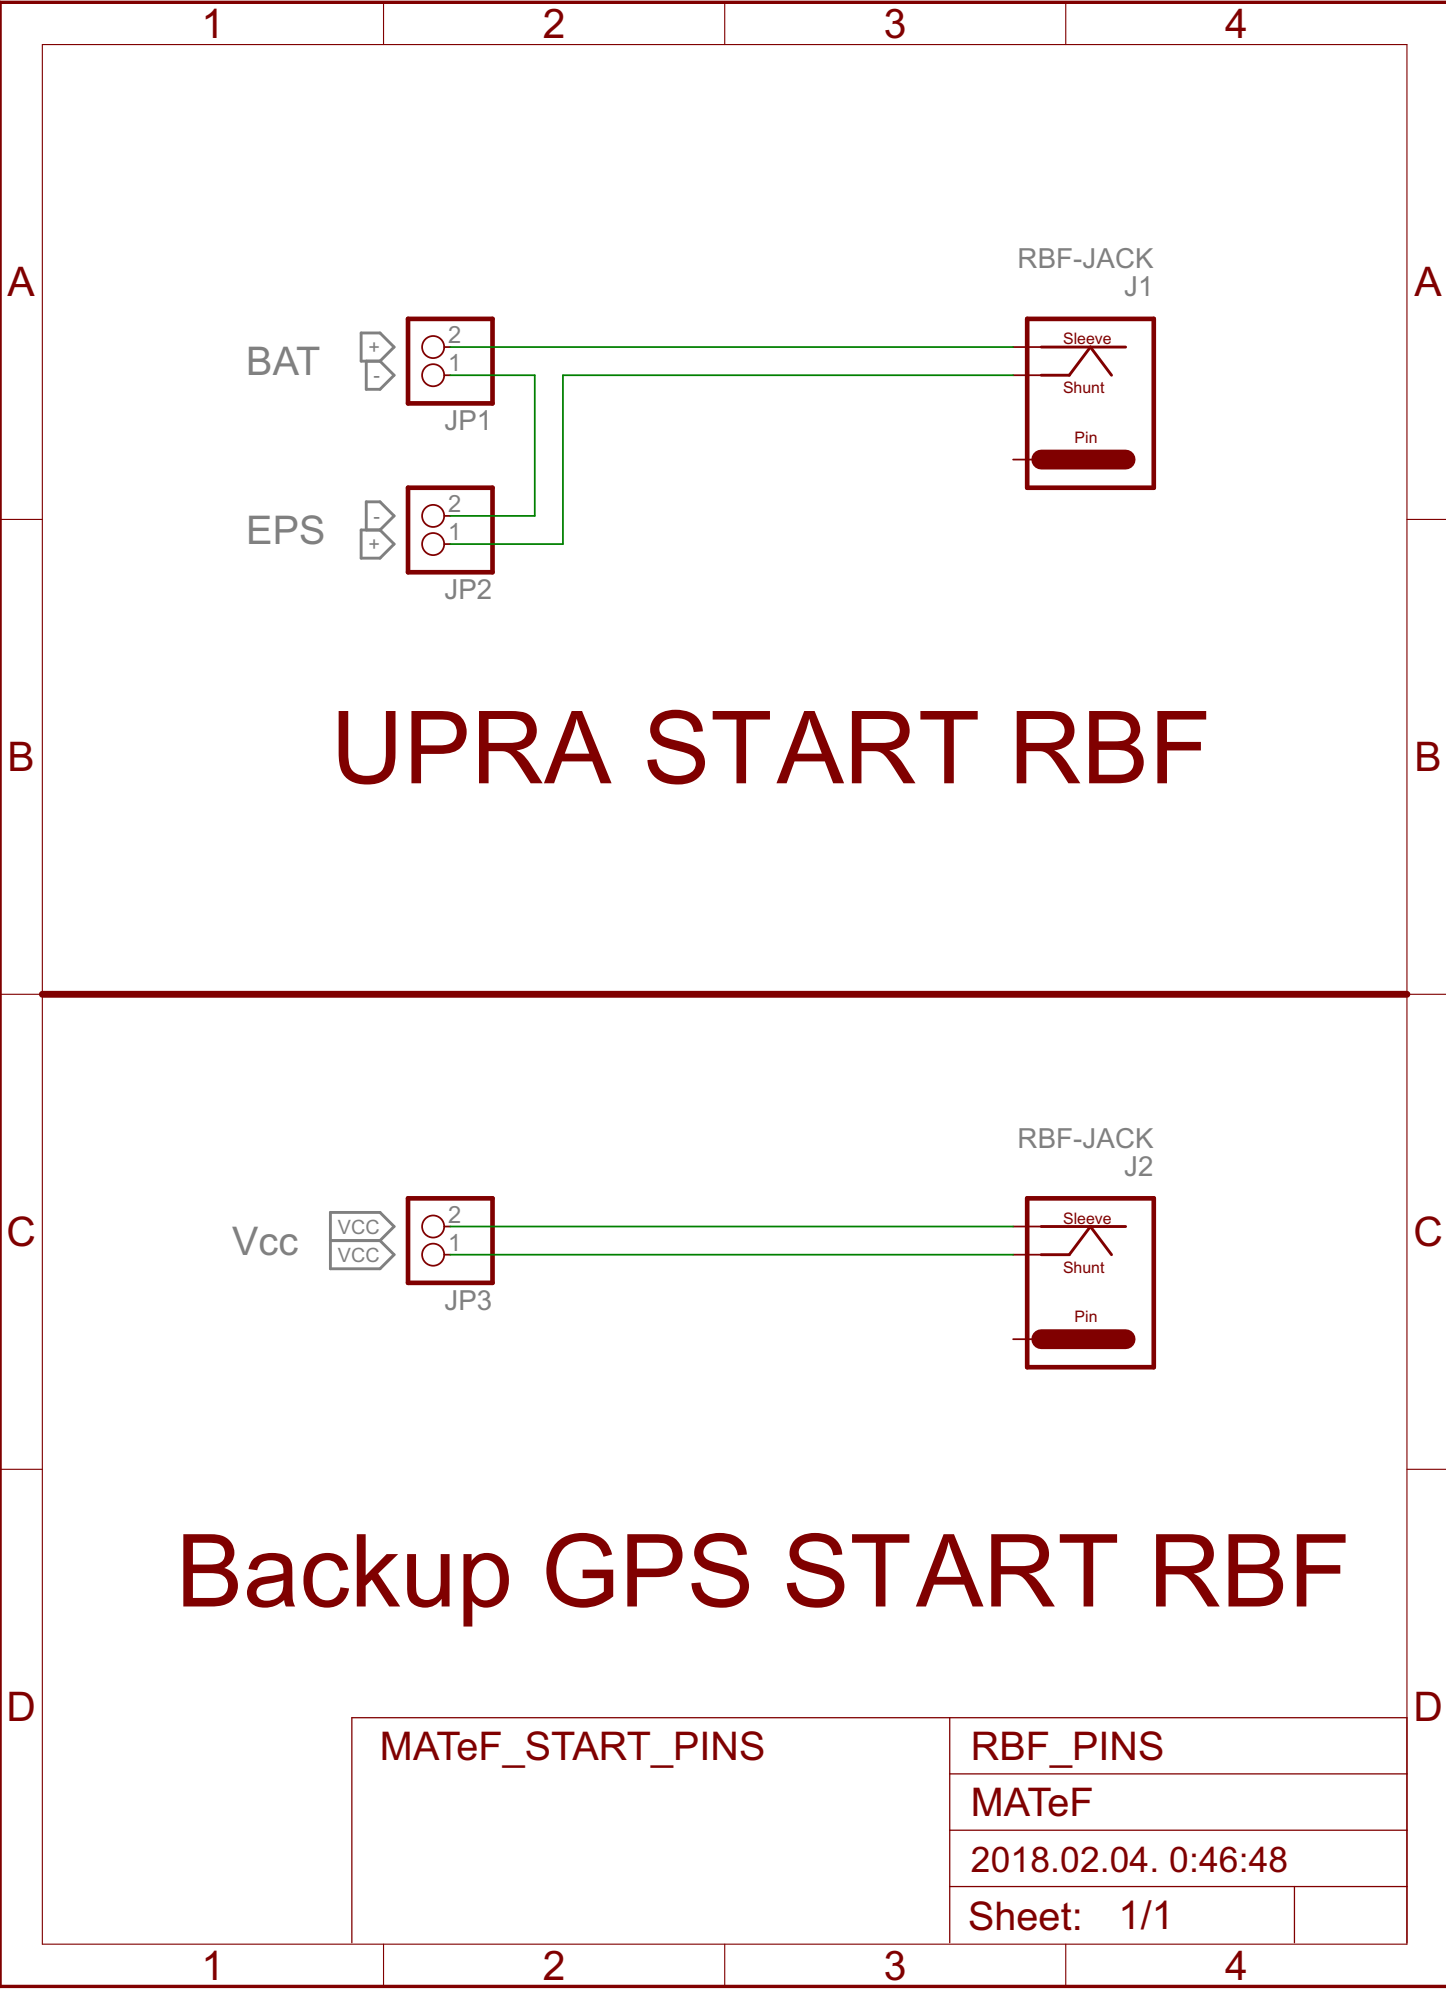 1 2 3 4
A A
RBF-JACK
J1
BAT + 2 Sleeve
- 1 Shunt
JP1
Pin
EPS - 2
+ 1
JP2
UPRA START RBF
B B
RBF-JACK
J2
C C
Vcc VCC 2 Sleeve
VCC 1 Shunt
JP3
Pin
Backup GPS START RBF
D D
MATeF_START_PINS
RBF_PINS
MATeF
2018.02.04. 0:46:48
Sheet: 1/1
1 2 3 4